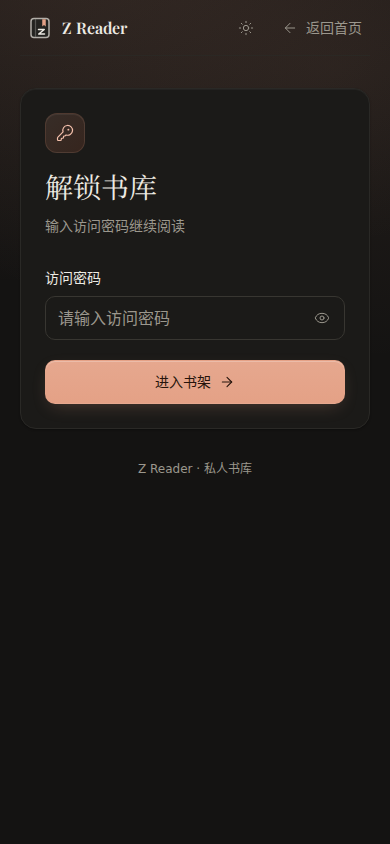 Z Reader
返回首页
解锁书库
输入访问密码继续阅读
访问密码
请输入访问密码
进入书架
Z Reader · 私人书库